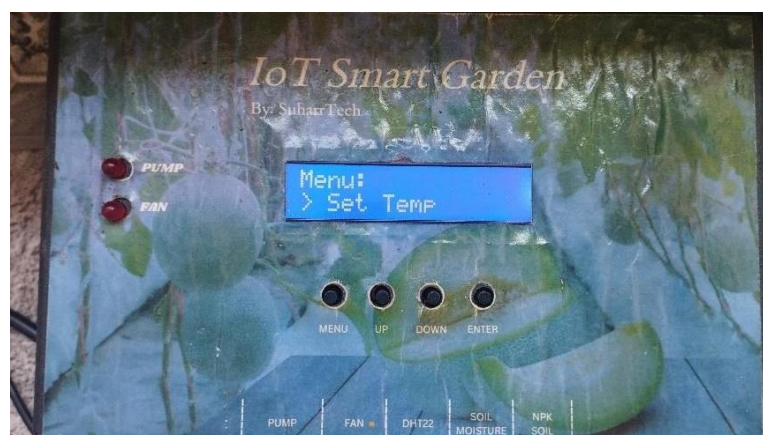 IoT Smart Garden
By: SuharrTech
PUMP
FAN
Menu:
> Set Temp
MENU UP DOWN ENTER
PUMP FAN DHT22 SOIL MOISTURE NPK SOIL